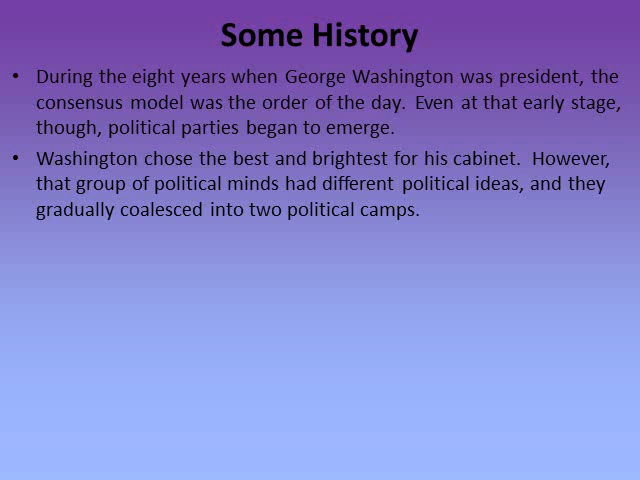 Some History
• During the eight years when George Washington was president, the
consensus model was the order of the day.  Even at that early stage,
though, political parties began to emerge.
• Washington chose the best and brightest for his cabinet.  However,
that group of political minds had different political ideas, and they
gradually coalesced into two political camps.